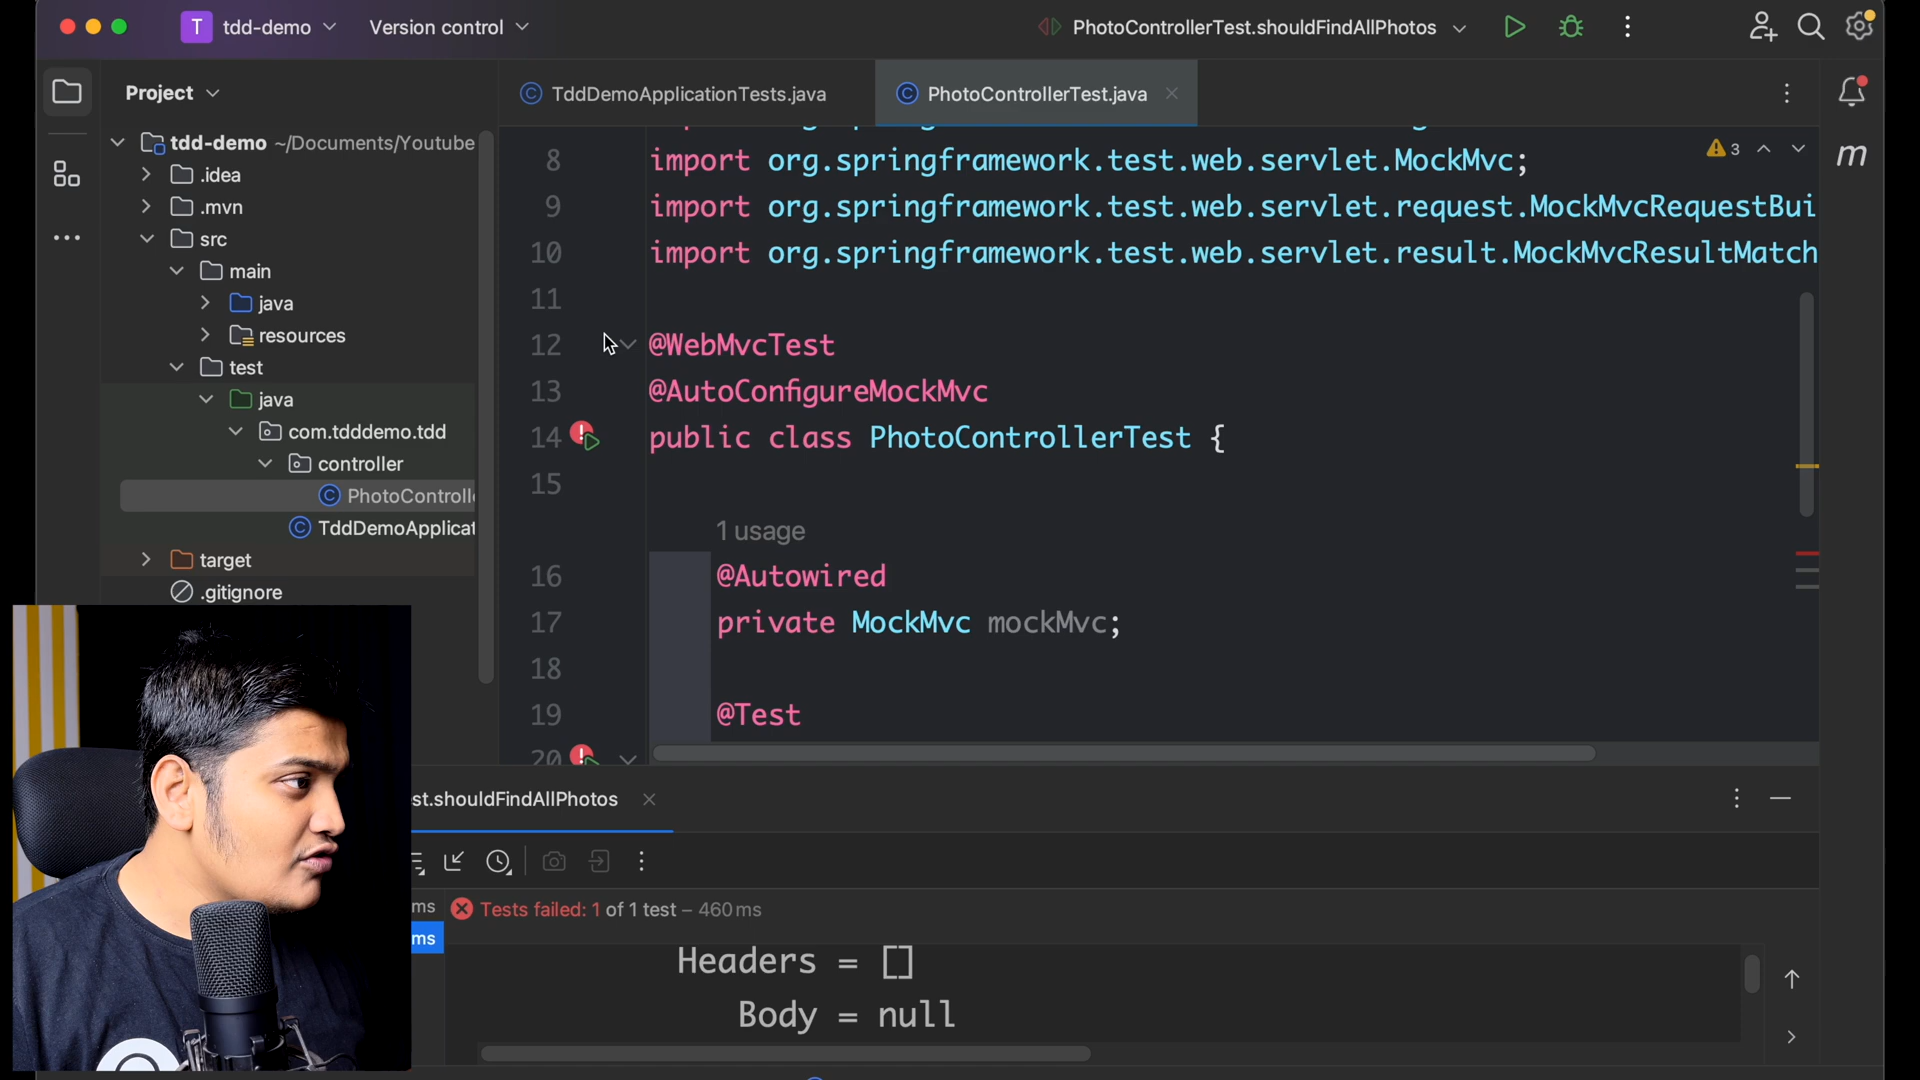 T tdd-demo Version control PhotoControllerTest.shouldFindAllPhotos
Project
TddDemoApplicationTests.java PhotoControllerTest.java
tdd-demo ~/Documents/Youtube
.idea
.mvn
src
main
java
resources
test
java
com.tdddemo.tdd
controller
PhotoControll
TddDemoApplicat
target
.gitignore
3
m
8 import org.springframework.test.web.servlet.MockMvc;
9 import org.springframework.test.web.servlet.request.MockMvcRequestBui
10 import org.springframework.test.web.servlet.result.MockMvcResultMatch
11
12 @WebMvcTest
13 @AutoConfigureMockMvc
14 public class PhotoControllerTest {
15
1 usage
16 @Autowired
17 private MockMvc mockMvc;
18
19 @Test
20
st.shouldFindAllPhotos
ms Tests failed: 1 of 1 test – 460 ms
ms
Headers = []
Body = null